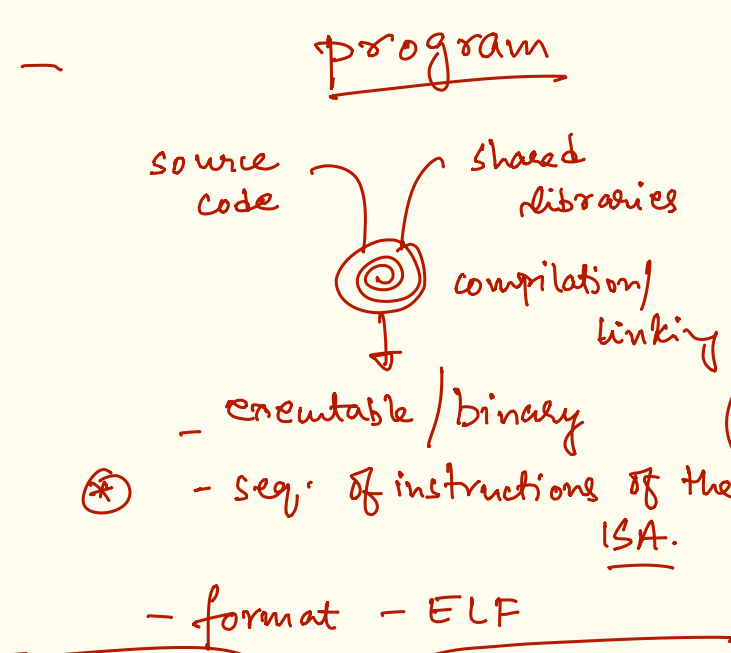 — program
source shared
code libraries
compilation/
linking
- executable / binary
* - seq. of instructions of the
ISA.
- format - ELF